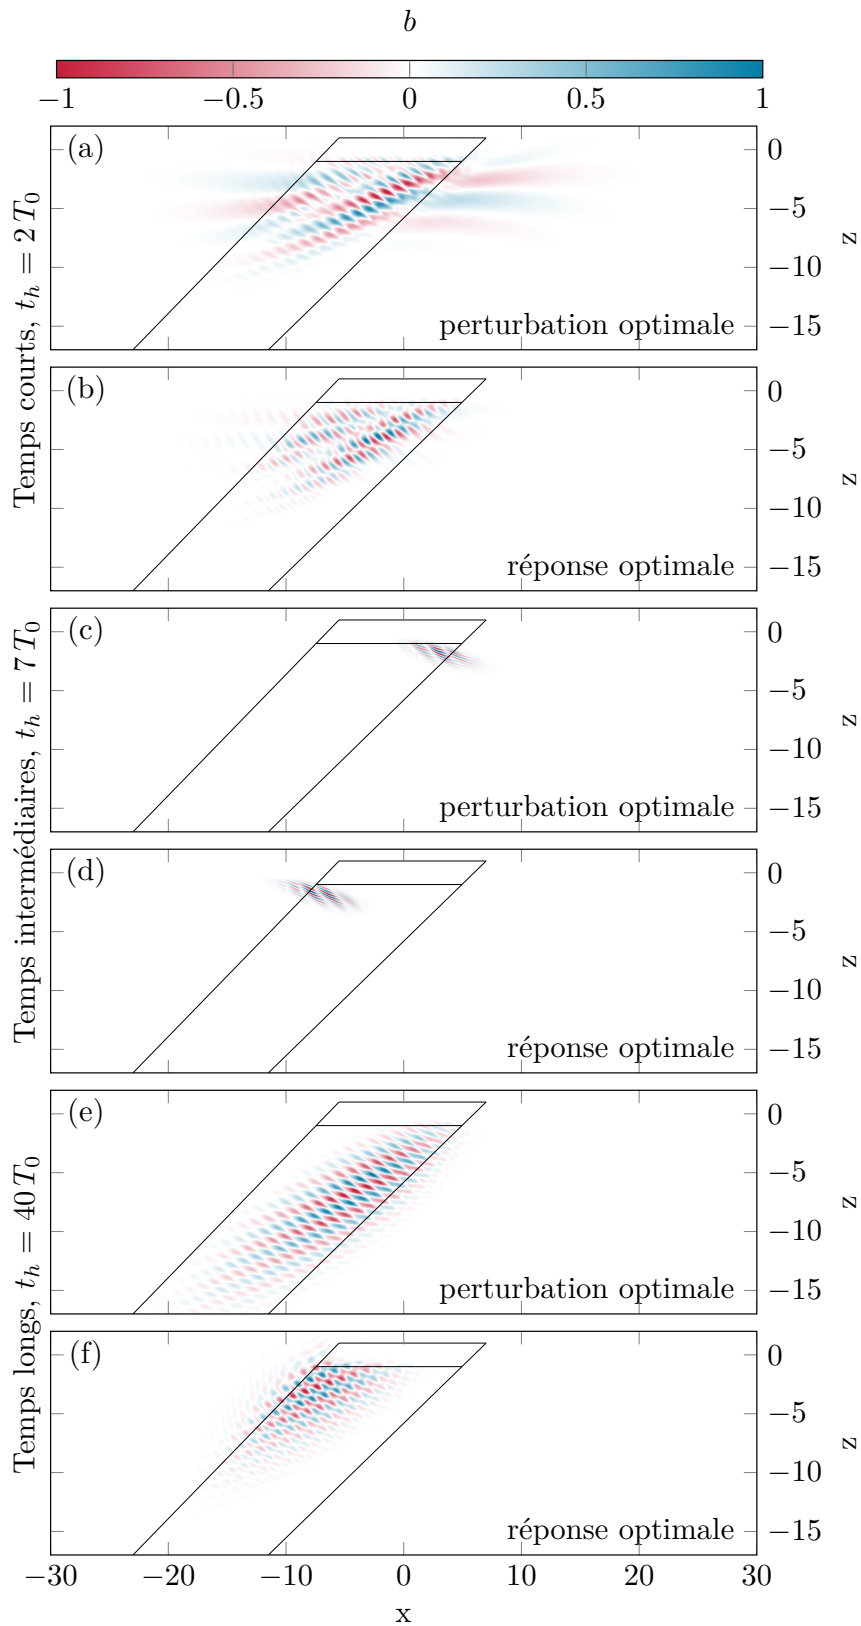 b
−1 −0.5 0 0.5 1
(a)
perturbation optimale
0
−5
−10
−15
z
Temps courts, t_h = 2 T_0
(b)
réponse optimale
0
−5
−10
−15
z
(c)
perturbation optimale
0
−5
−10
−15
z
Temps intermédiaires, t_h = 7 T_0
(d)
réponse optimale
0
−5
−10
−15
z
(e)
perturbation optimale
0
−5
−10
−15
z
Temps longs, t_h = 40 T_0
(f)
réponse optimale
0
−5
−10
−15
z
−30 −20 −10 0 10 20 30
x